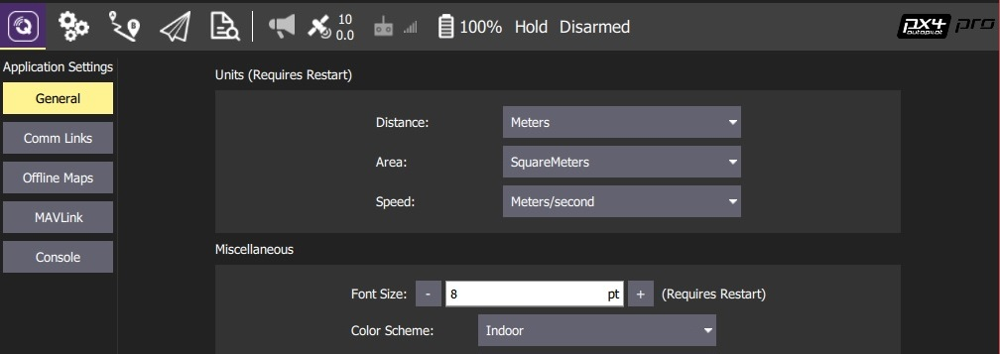 10
0.0
100% Hold Disarmed
px4 pro
autopilot
Application Settings
General
Comm Links
Offline Maps
MAVLink
Console
Units (Requires Restart)
Distance: Meters
Area: SquareMeters
Speed: Meters/second
Miscellaneous
Font Size: - 8 pt + (Requires Restart)
Color Scheme: Indoor